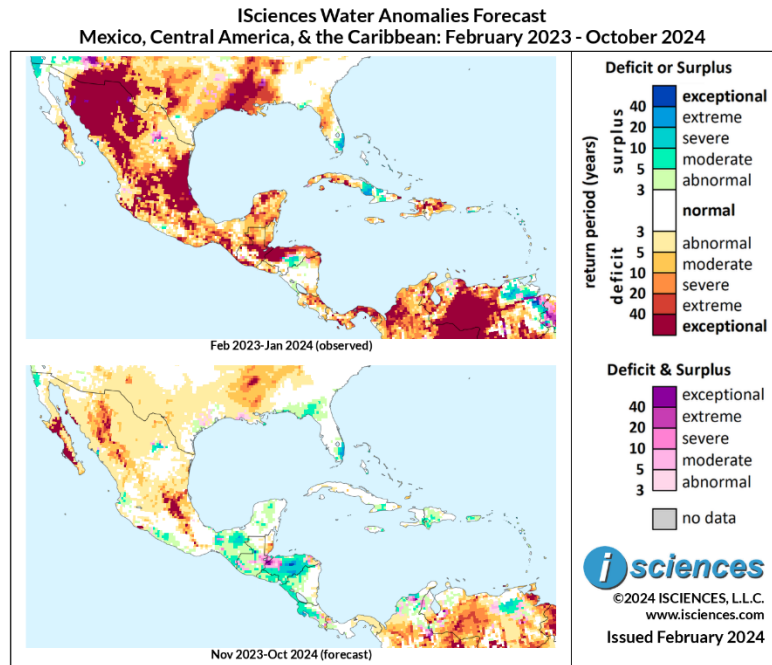 ISciences Water Anomalies Forecast
Mexico, Central America, & the Caribbean: February 2023 - October 2024
Feb 2023-Jan 2024 (observed)
Nov 2023-Oct 2024 (forecast)
Deficit or Surplus
return period (years)
surplus
deficit
exceptional
40
extreme
20
severe
10
moderate
5
abnormal
3
normal
3
abnormal
5
moderate
10
severe
20
extreme
40
exceptional
Deficit & Surplus
exceptional
40
extreme
20
severe
10
moderate
5
abnormal
3
no data
i sciences
©2024 ISCIENCES, L.L.C.
www.isciences.com
Issued February 2024